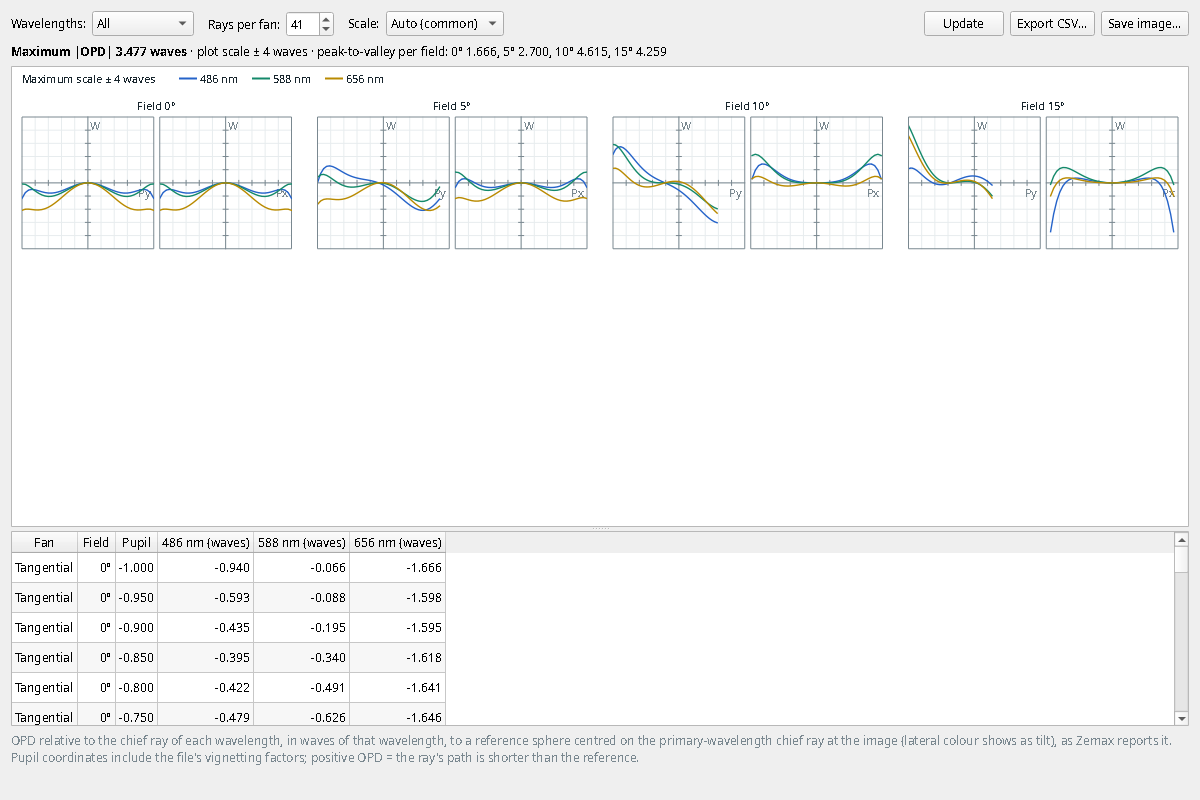 Wavelengths: All Rays per fan: 41 Scale: Auto (common) Update Export CSV... Save image...
Maximum |OPD| 3.477 waves · plot scale ± 4 waves · peak-to-valley per field: 0° 1.666, 5° 2.700, 10° 4.615, 15° 4.259
Maximum scale ± 4 waves 486 nm 588 nm 656 nm
Field 0° Field 5° Field 10° Field 15°
W W W W W W W W
Py Px Py Px Py Px Py Px
Fan Field Pupil 486 nm (waves) 588 nm (waves) 656 nm (waves)
Tangential 0° -1.000 -0.940 -0.066 -1.666
Tangential 0° -0.950 -0.593 -0.088 -1.598
Tangential 0° -0.900 -0.435 -0.195 -1.595
Tangential 0° -0.850 -0.395 -0.340 -1.618
Tangential 0° -0.800 -0.422 -0.491 -1.641
Tangential 0° -0.750 -0.479 -0.626 -1.646
OPD relative to the chief ray of each wavelength, in waves of that wavelength, to a reference sphere centred on the primary-wavelength chief ray at the image (lateral colour shows as tilt), as Zemax reports it.
Pupil coordinates include the file's vignetting factors; positive OPD = the ray's path is shorter than the reference.